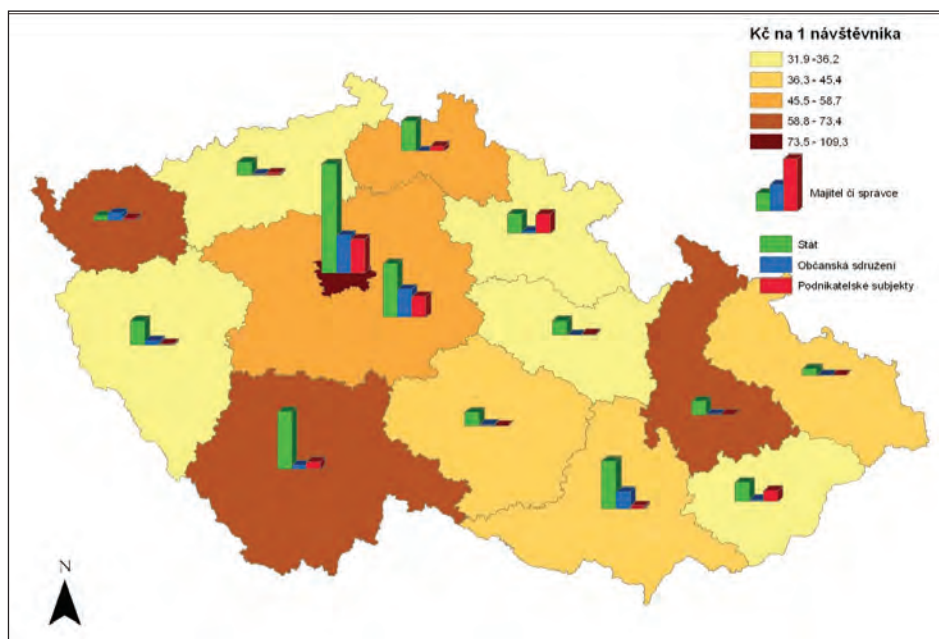 Kč na 1 návštěvníka
31,9 - 36,2
36,3 - 45,4
45,5 - 58,7
58,8 - 73,4
73,5 - 109,3
Majitel či správce
Stát
Občanská sdružení
Podnikatelské subjekty
N